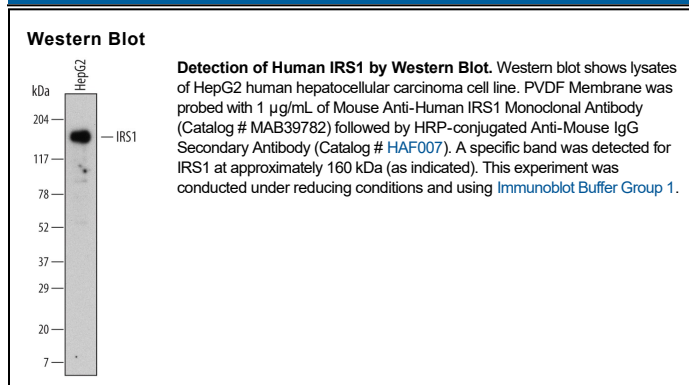 Western Blot
HepG2
kDa
204
IRS1
117
78
52
37
29
20
7
Detection of Human IRS1 by Western Blot. Western blot shows lysates
of HepG2 human hepatocellular carcinoma cell line. PVDF Membrane was
probed with 1 µg/mL of Mouse Anti-Human IRS1 Monoclonal Antibody
(Catalog # MAB39782) followed by HRP-conjugated Anti-Mouse IgG
Secondary Antibody (Catalog # HAF007). A specific band was detected for
IRS1 at approximately 160 kDa (as indicated). This experiment was
conducted under reducing conditions and using Immunoblot Buffer Group 1.